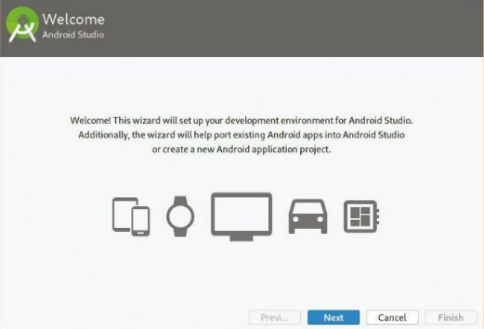 Welcome
Android Studio
Welcome! This wizard will set up your development environment for Android Studio.
Additionally, the wizard will help port existing Android apps into Android Studio
or create a new Android application project.
Previ...
Next
Cancel
Finish